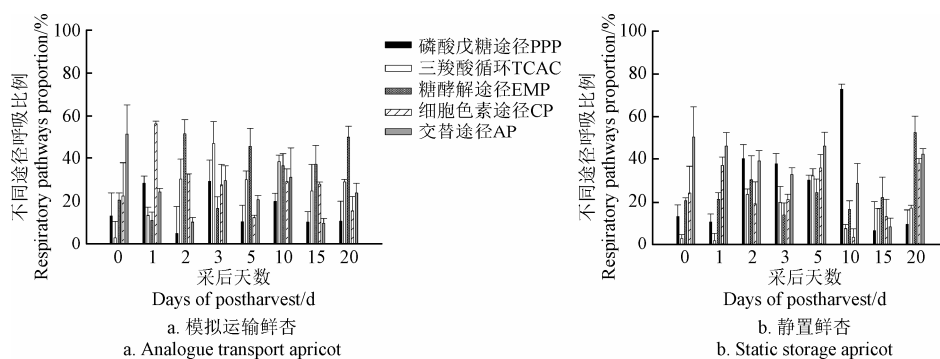 不同途径呼吸比例
Respiratory pathways proportion/%
100
80
60
40
20
0
0 1 2 3 5 10 15 20
采后天数
Days of postharvest/d
a. 模拟运输鲜杏
a. Analogue transport apricot
磷酸戊糖途径PPP
三羧酸循环TCAC
糖酵解途径EMP
细胞色素途径CP
交替途径AP
不同途径呼吸比例
Respiratory pathways proportion/%
100
80
60
40
20
0
0 1 2 3 5 10 15 20
采后天数
Days of postharvest/d
b. 静置鲜杏
b. Static storage apricot